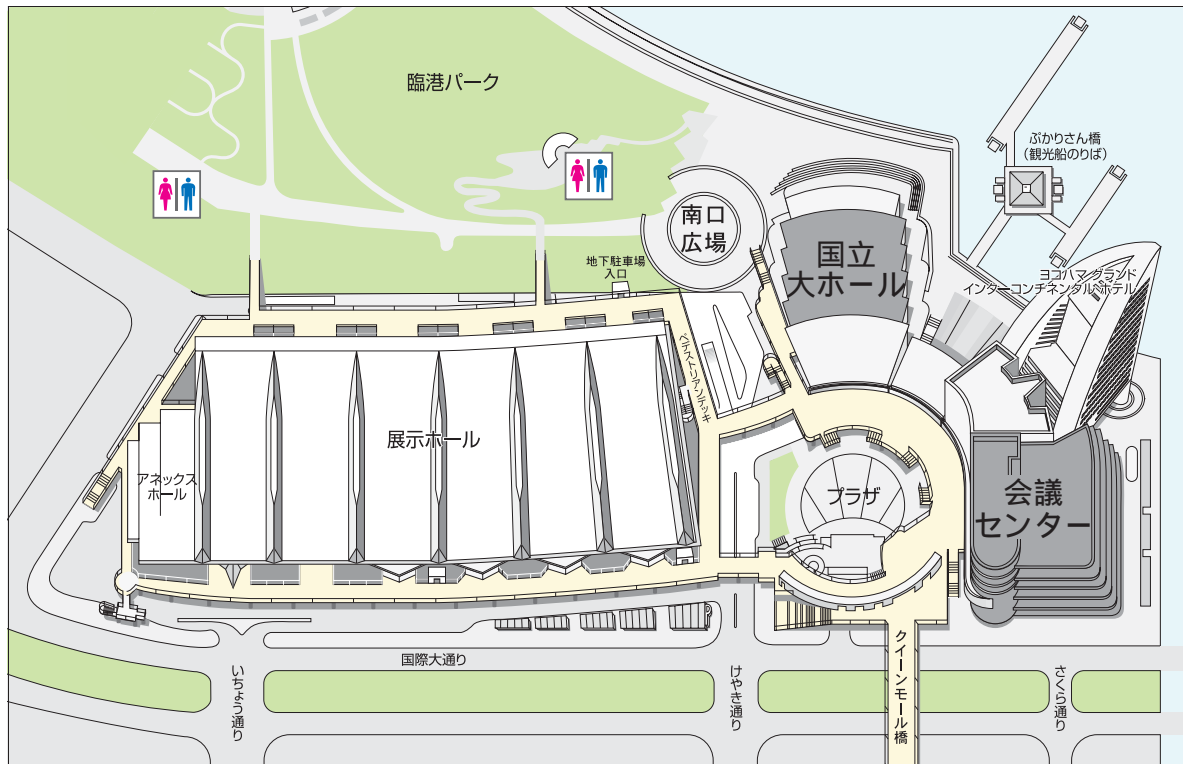 臨港パーク
ぷかりさん橋
(観光船のりば)
南口
広場
国立
大ホール
地下駐車場
入口
ヨコハマ グランド
インターコンチネンタルホテル
ペデストリアンデッキ
展示ホール
アネックス
ホール
プラザ
会議
センター
国際大通り
いちょう通り
けやき通り
クイーンモール橋
さくら通り